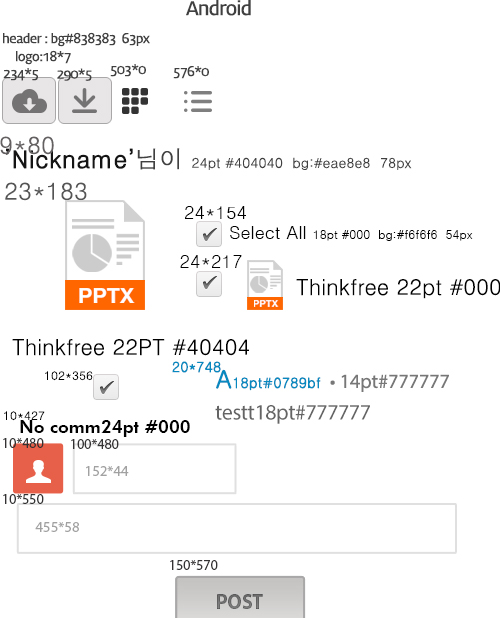 Android
header : bg#838383 63px
logo:18*7
234*5 290*5 503*0 576*0
9*80
'Nickname'님이 24pt #404040 bg:#eae8e8 78px
23*183
24*154
Select All 18pt #000 bg:#f6f6f6 54px
24*217
PPTX
PPTX
Thinkfree 22pt #000
Thinkfree 22PT #40404
20*748
102*356
A18pt#0789bf • 14pt#777777
testt18pt#777777
10*427
No comm24pt #000
10*480 100*480
152*44
10*550
455*58
150*570
POST